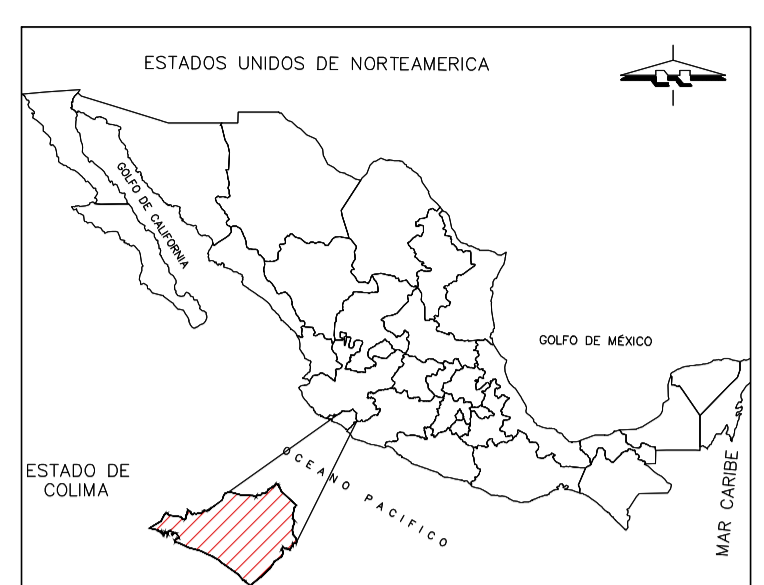 ESTADOS UNIDOS DE NORTEAMERICA
GOLFO DE CALIFORNIA
GOLFO DE MÉXICO
OCEANO PACIFICO
ESTADO DE
COLIMA
MAR CARIBE